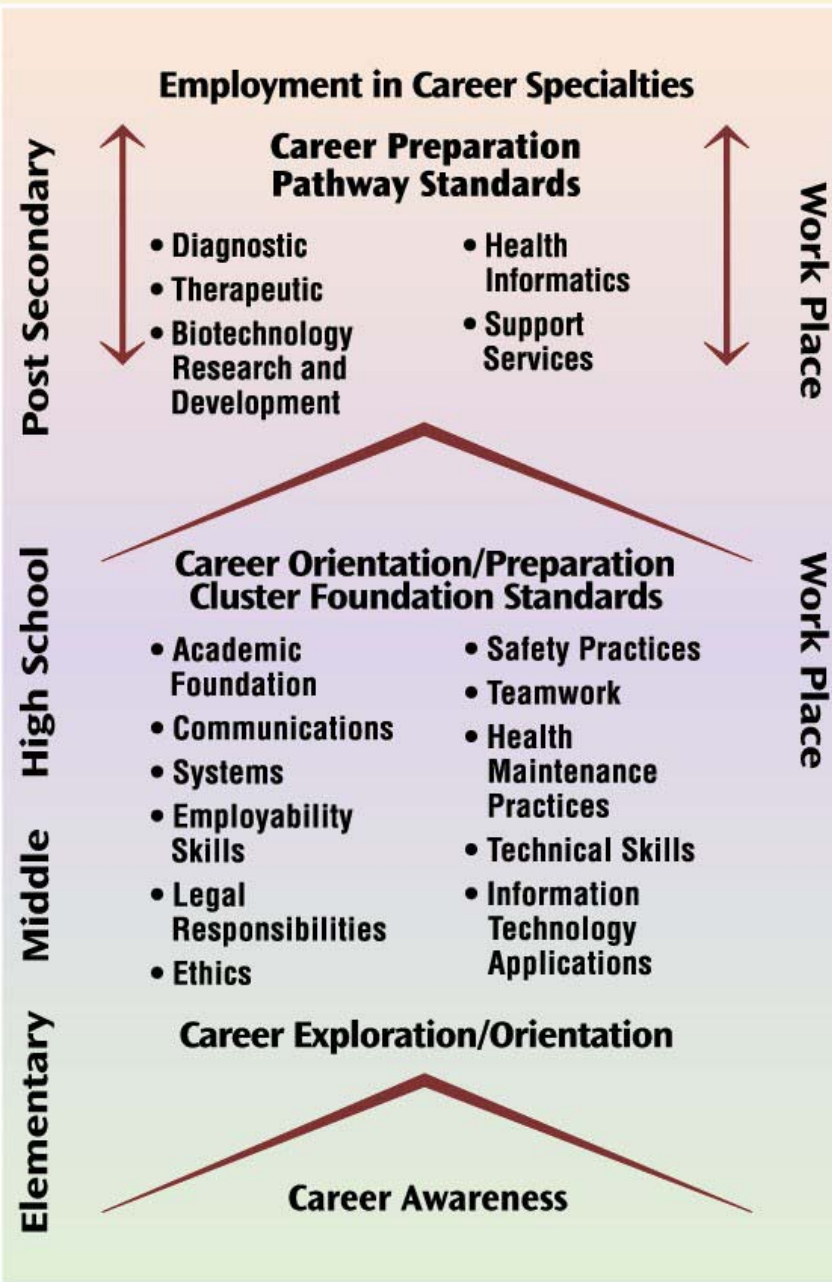 Employment in Career Specialties
Career Preparation
Pathway Standards
• Diagnostic
• Therapeutic
• Biotechnology
Research and
Development
• Health
Informatics
• Support
Services
Post Secondary
Work Place
Career Orientation/Preparation
Cluster Foundation Standards
• Academic
Foundation
• Communications
• Systems
• Employability
Skills
• Legal
Responsibilities
• Ethics
• Safety Practices
• Teamwork
• Health
Maintenance
Practices
• Technical Skills
• Information
Technology
Applications
High School
Work Place
Middle
Career Exploration/Orientation
Elementary
Career Awareness